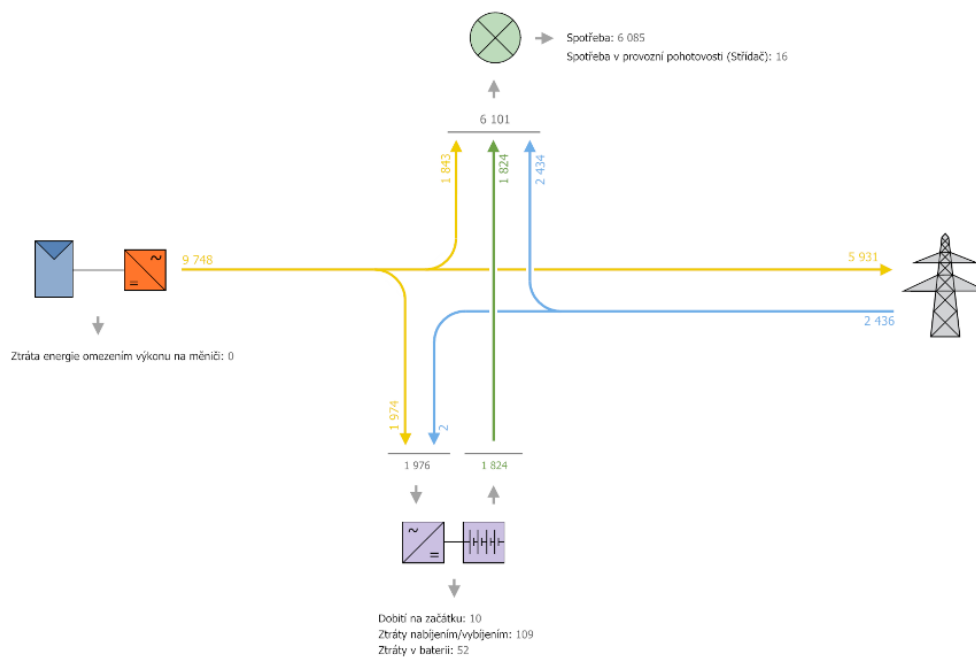 Spotřeba: 6 085
Spotřeba v provozní pohotovosti (Střídač): 16
6 101
1 843
1 824
2 434
9 748
5 931
2 436
Ztráta energie omezením výkonu na měniči: 0
1 974
2
1 976
1 824
Dobití na začátku: 10
Ztráty nabíjením/vybíjením: 109
Ztráty v baterii: 52